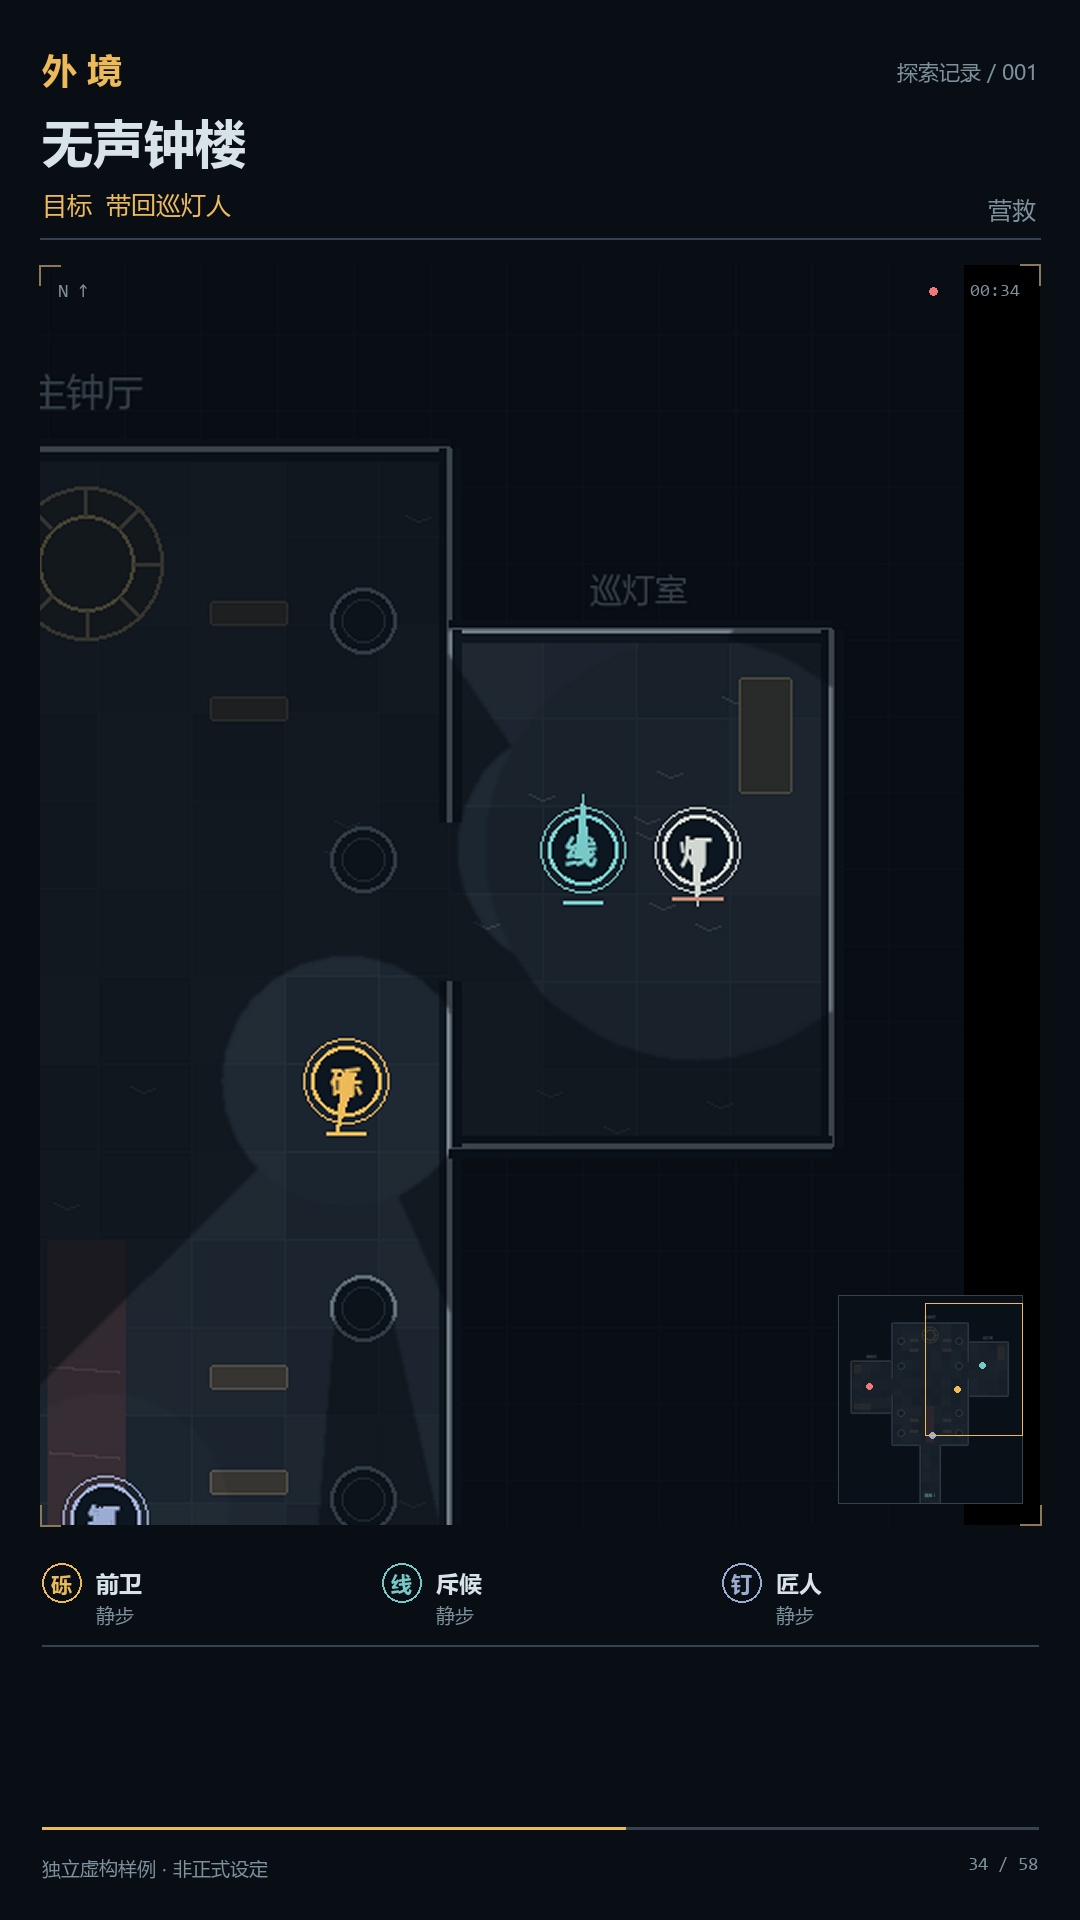 外境
探索记录 / 001
无声钟楼
目标 带回巡灯人
营救
N ↑
00:34
主钟厅
巡灯室
线
灯
砾
砾 前卫
静步
线 斥候
静步
钉 匠人
静步
独立虚构样例 · 非正式设定
34 / 58